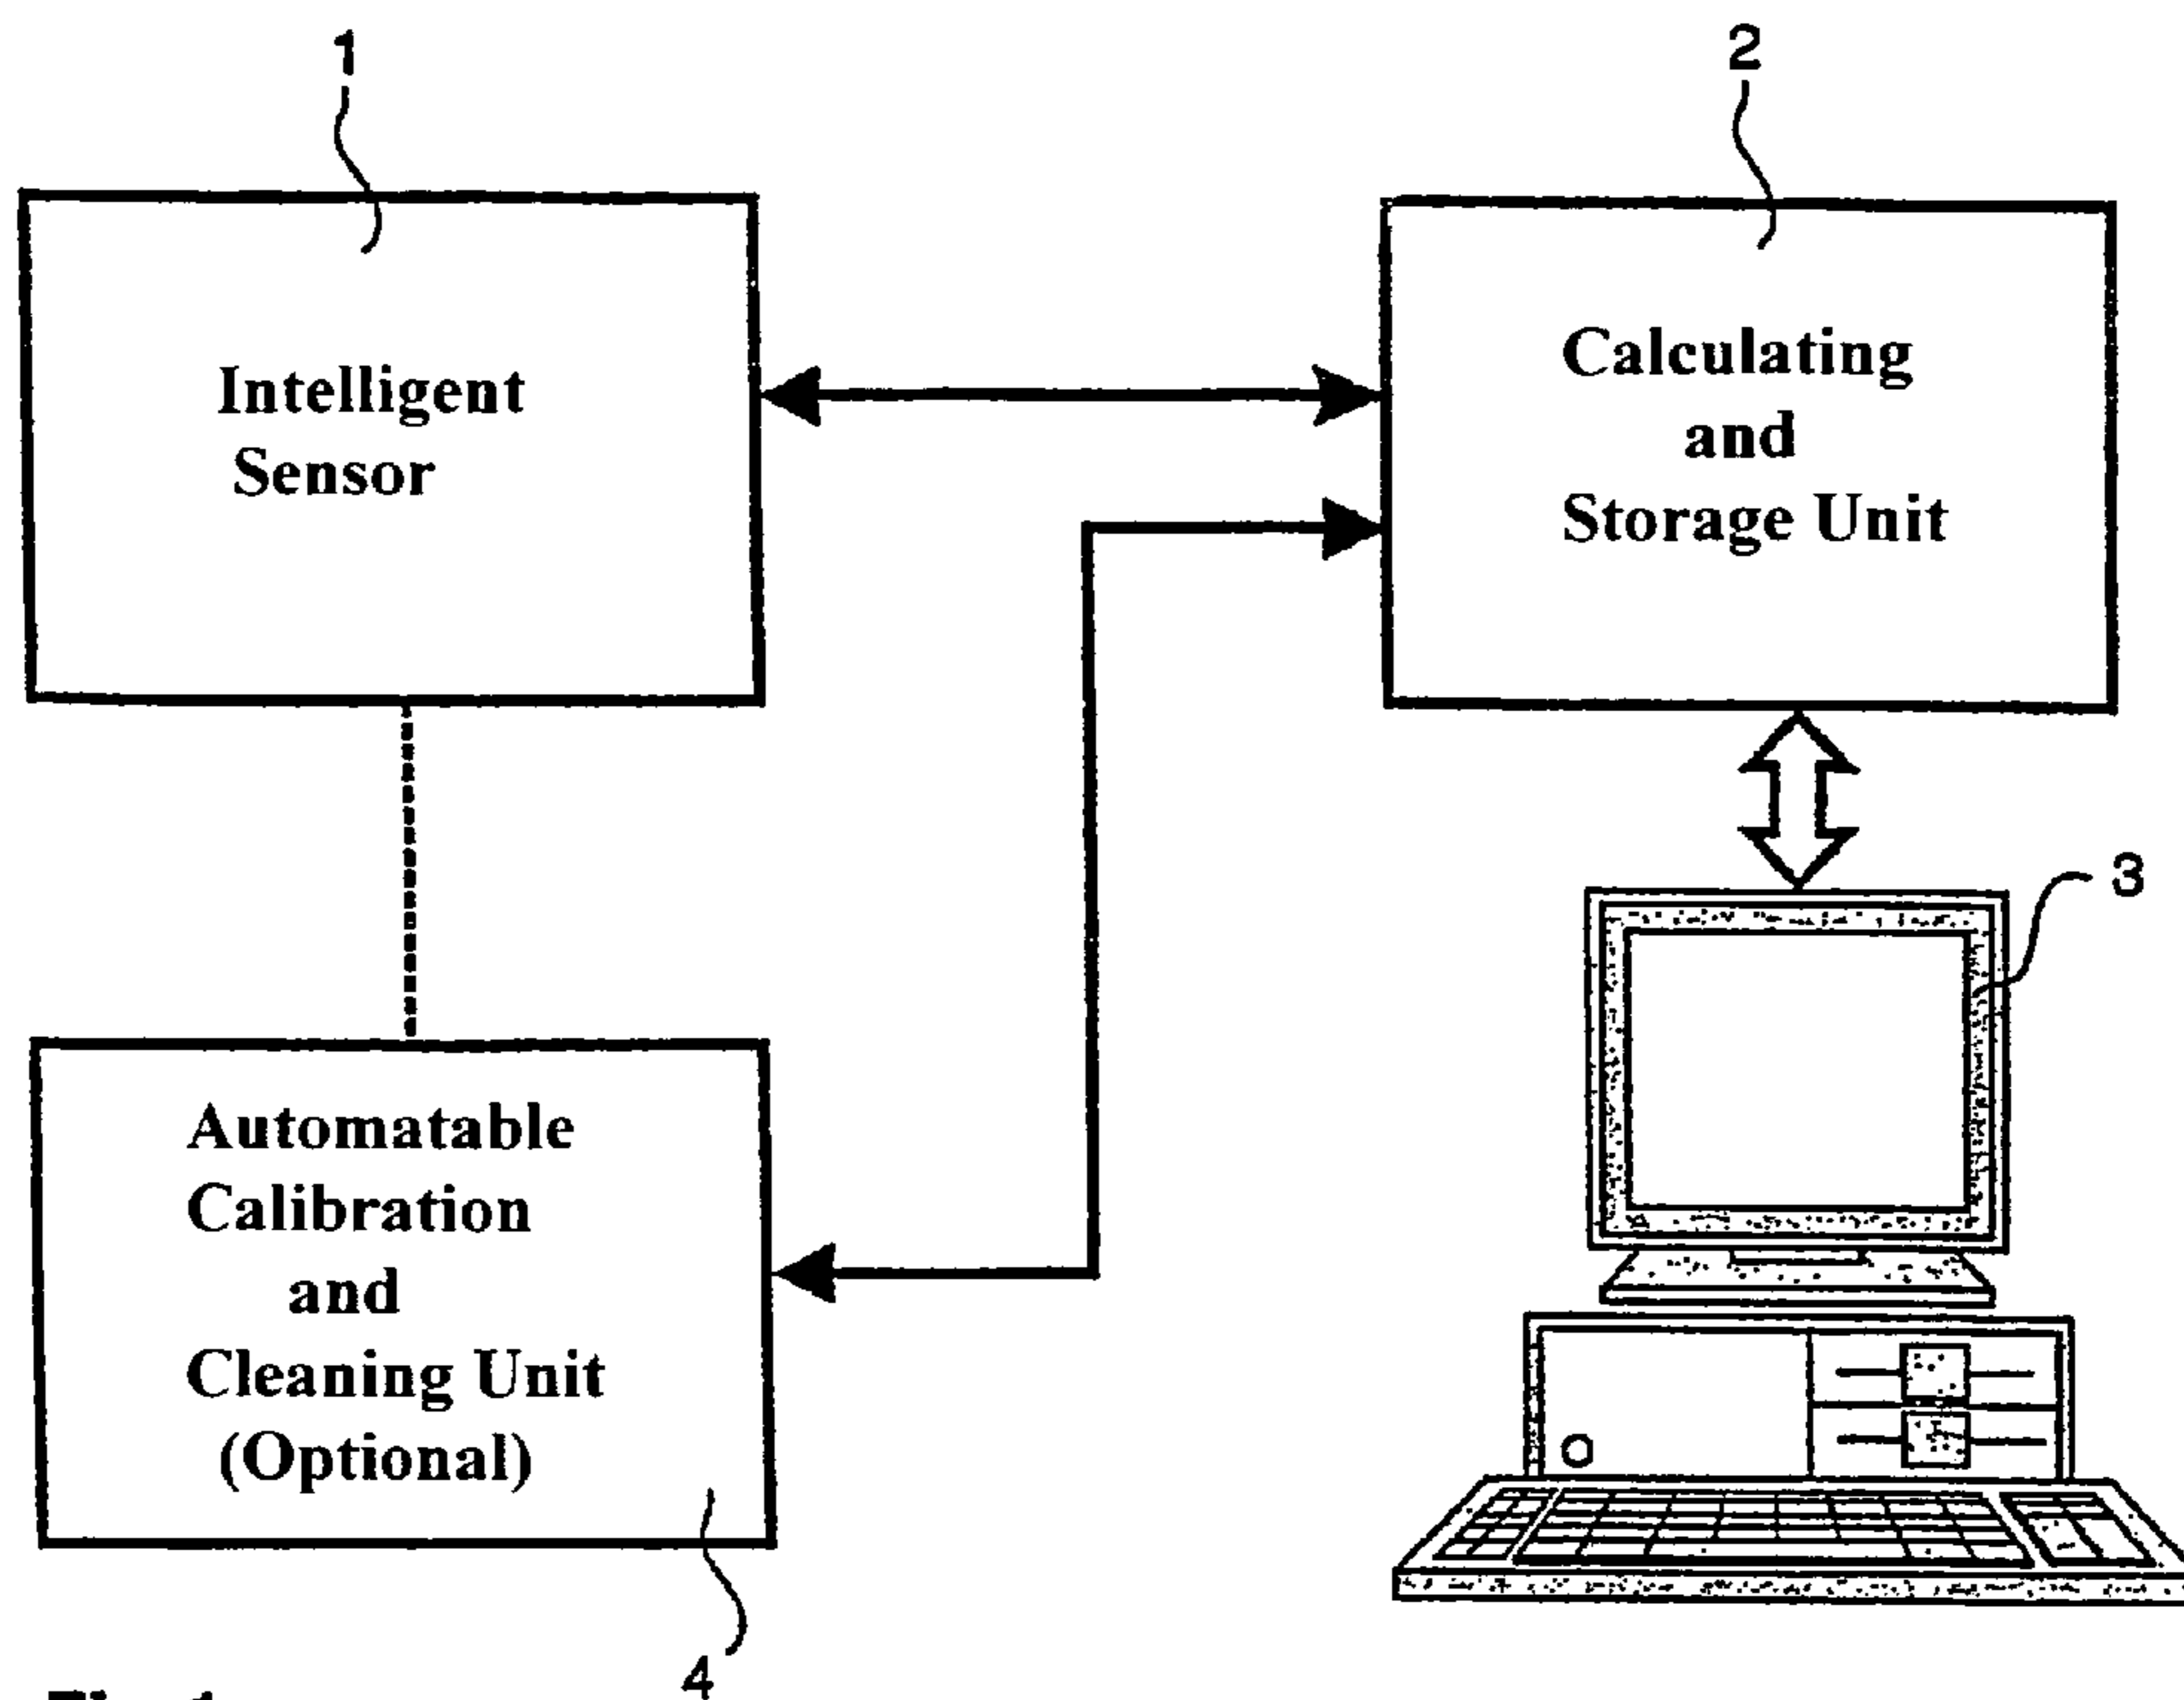 1
2
Intelligent
Sensor
Calculating
and
Storage Unit
3
Automatable
Calibration
and
Cleaning Unit
(Optional)
4